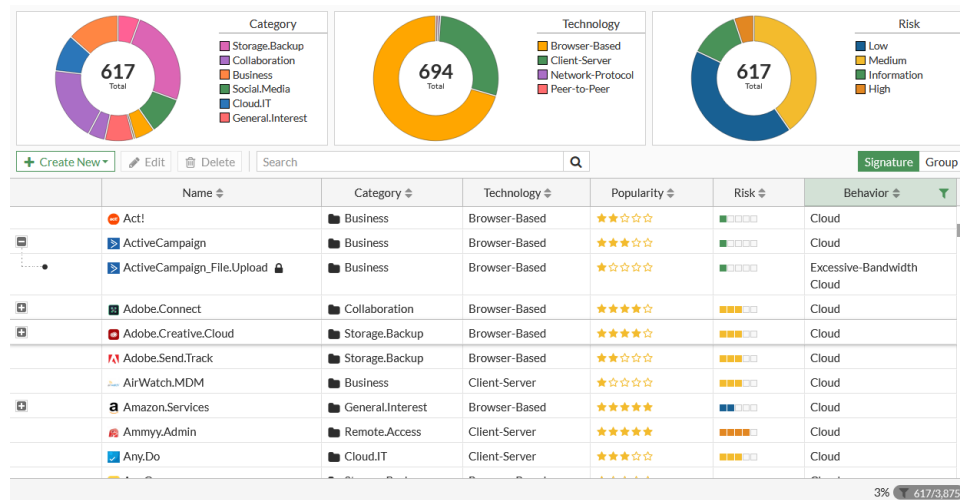 Category
617
Total
Storage.Backup
Collaboration
Business
Social.Media
Cloud.IT
General.Interest
Technology
694
Total
Browser-Based
Client-Server
Network-Protocol
Peer-to-Peer
Risk
617
Total
Low
Medium
Information
High
+ Create New Edit Delete Search Signature Group
Name Category Technology Popularity Risk Behavior
Act! Business Browser-Based Cloud
ActiveCampaign Business Browser-Based Cloud
ActiveCampaign_File.Upload Business Browser-Based Excessive-Bandwidth
Cloud
Adobe.Connect Collaboration Browser-Based Cloud
Adobe.Creative.Cloud Storage.Backup Browser-Based Cloud
Adobe.Send.Track Storage.Backup Browser-Based Cloud
AirWatch.MDM Business Client-Server Cloud
Amazon.Services General.Interest Browser-Based Cloud
Ammyy.Admin Remote.Access Client-Server Cloud
Any.Do Cloud.IT Client-Server Cloud
3% 617/3,875